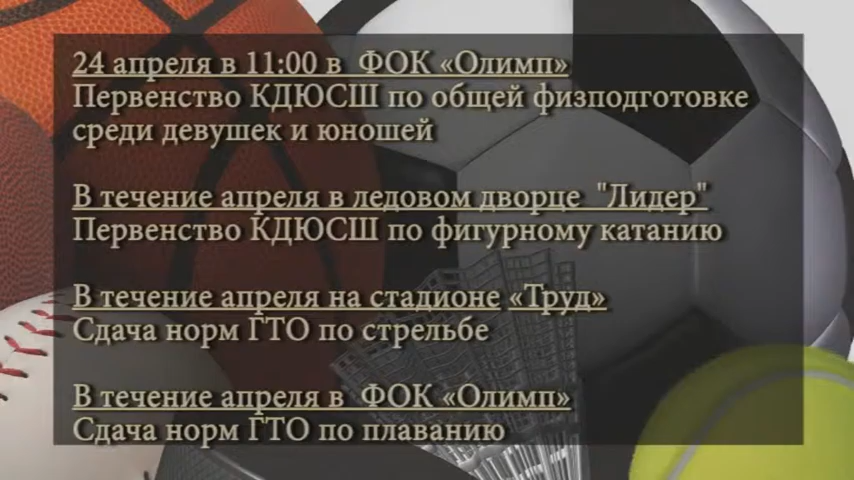 24 апреля в 11:00 в ФОК «Олимп»
Первенство КДЮСШ по общей физподготовке
среди девушек и юношей
В течение апреля в ледовом дворце "Лидер"
Первенство КДЮСШ по фигурному катанию
В течение апреля на стадионе «Труд»
Сдача норм ГТО по стрельбе
В течение апреля в ФОК «Олимп»
Сдача норм ГТО по плаванию